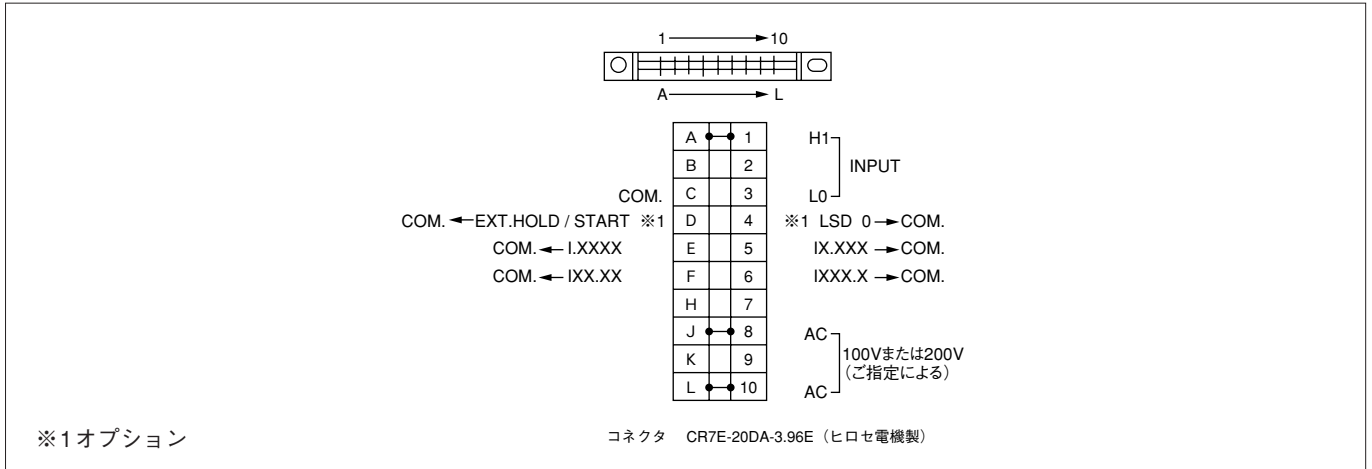 1 10
A L
A 1 H1
B 2 INPUT
COM. C 3 L0
COM. EXT.HOLD / START ※1 D 4 ※1 LSD 0 COM.
COM. I.XXXX E 5 IX.XXX COM.
COM. IXX.XX F 6 IXXX.X COM.
H 7
J 8 AC
K 9 100Vまたは200V
(ご指定による)
L 10 AC
※1オプション
コネクタ CR7E-20DA-3.96E(ヒロセ電機製)